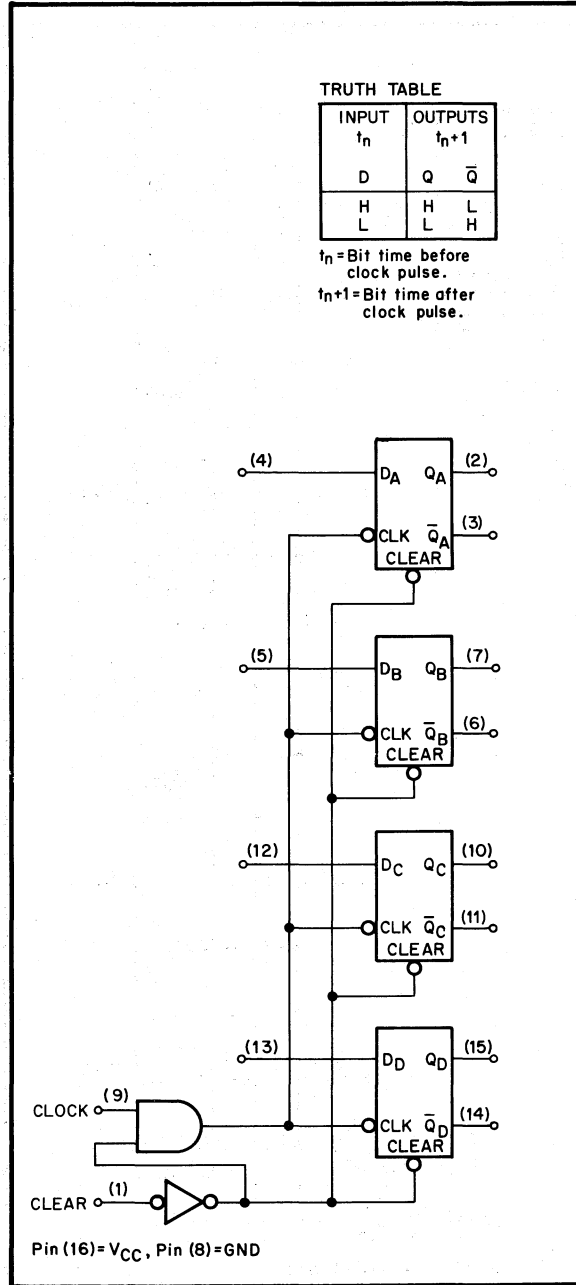 TRUTH TABLE
INPUT OUTPUTS
tn tn+1
D Q Q̅
H H L
L L H
tn=Bit time before
clock pulse.
tn+1=Bit time after
clock pulse.
(4) DA QA (2)
CLK Q̅A (3)
CLEAR
(5) DB QB (7)
CLK Q̅B (6)
CLEAR
(12) DC QC (10)
CLK Q̅C (11)
CLEAR
(13) DD QD (15)
CLOCK (9)
CLK Q̅D (14)
CLEAR
CLEAR (1)
Pin (16)=VCC, Pin (8)=GND